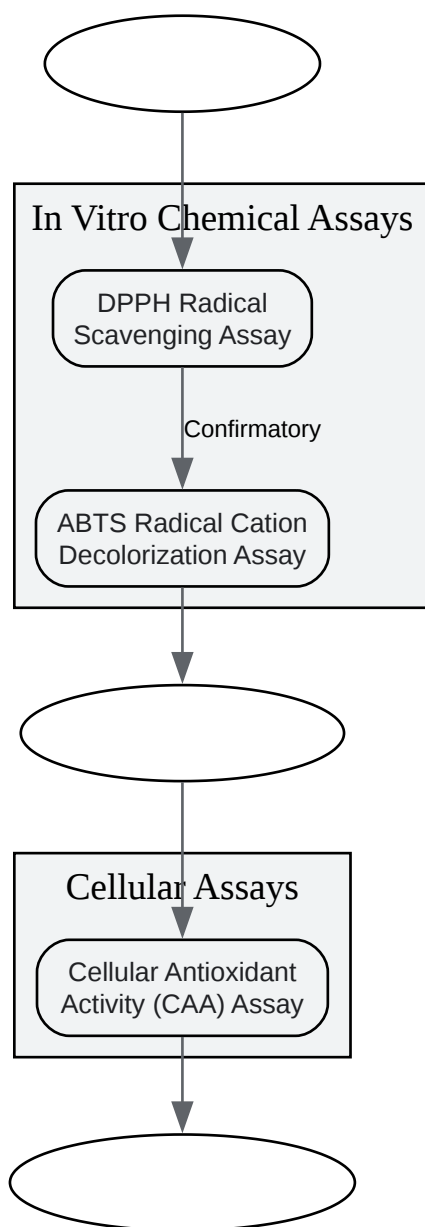 In Vitro Chemical Assays
DPPH Radical
Scavenging Assay
Confirmatory
ABTS Radical Cation
Decolorization Assay
Cellular Assays
Cellular Antioxidant
Activity (CAA) Assay